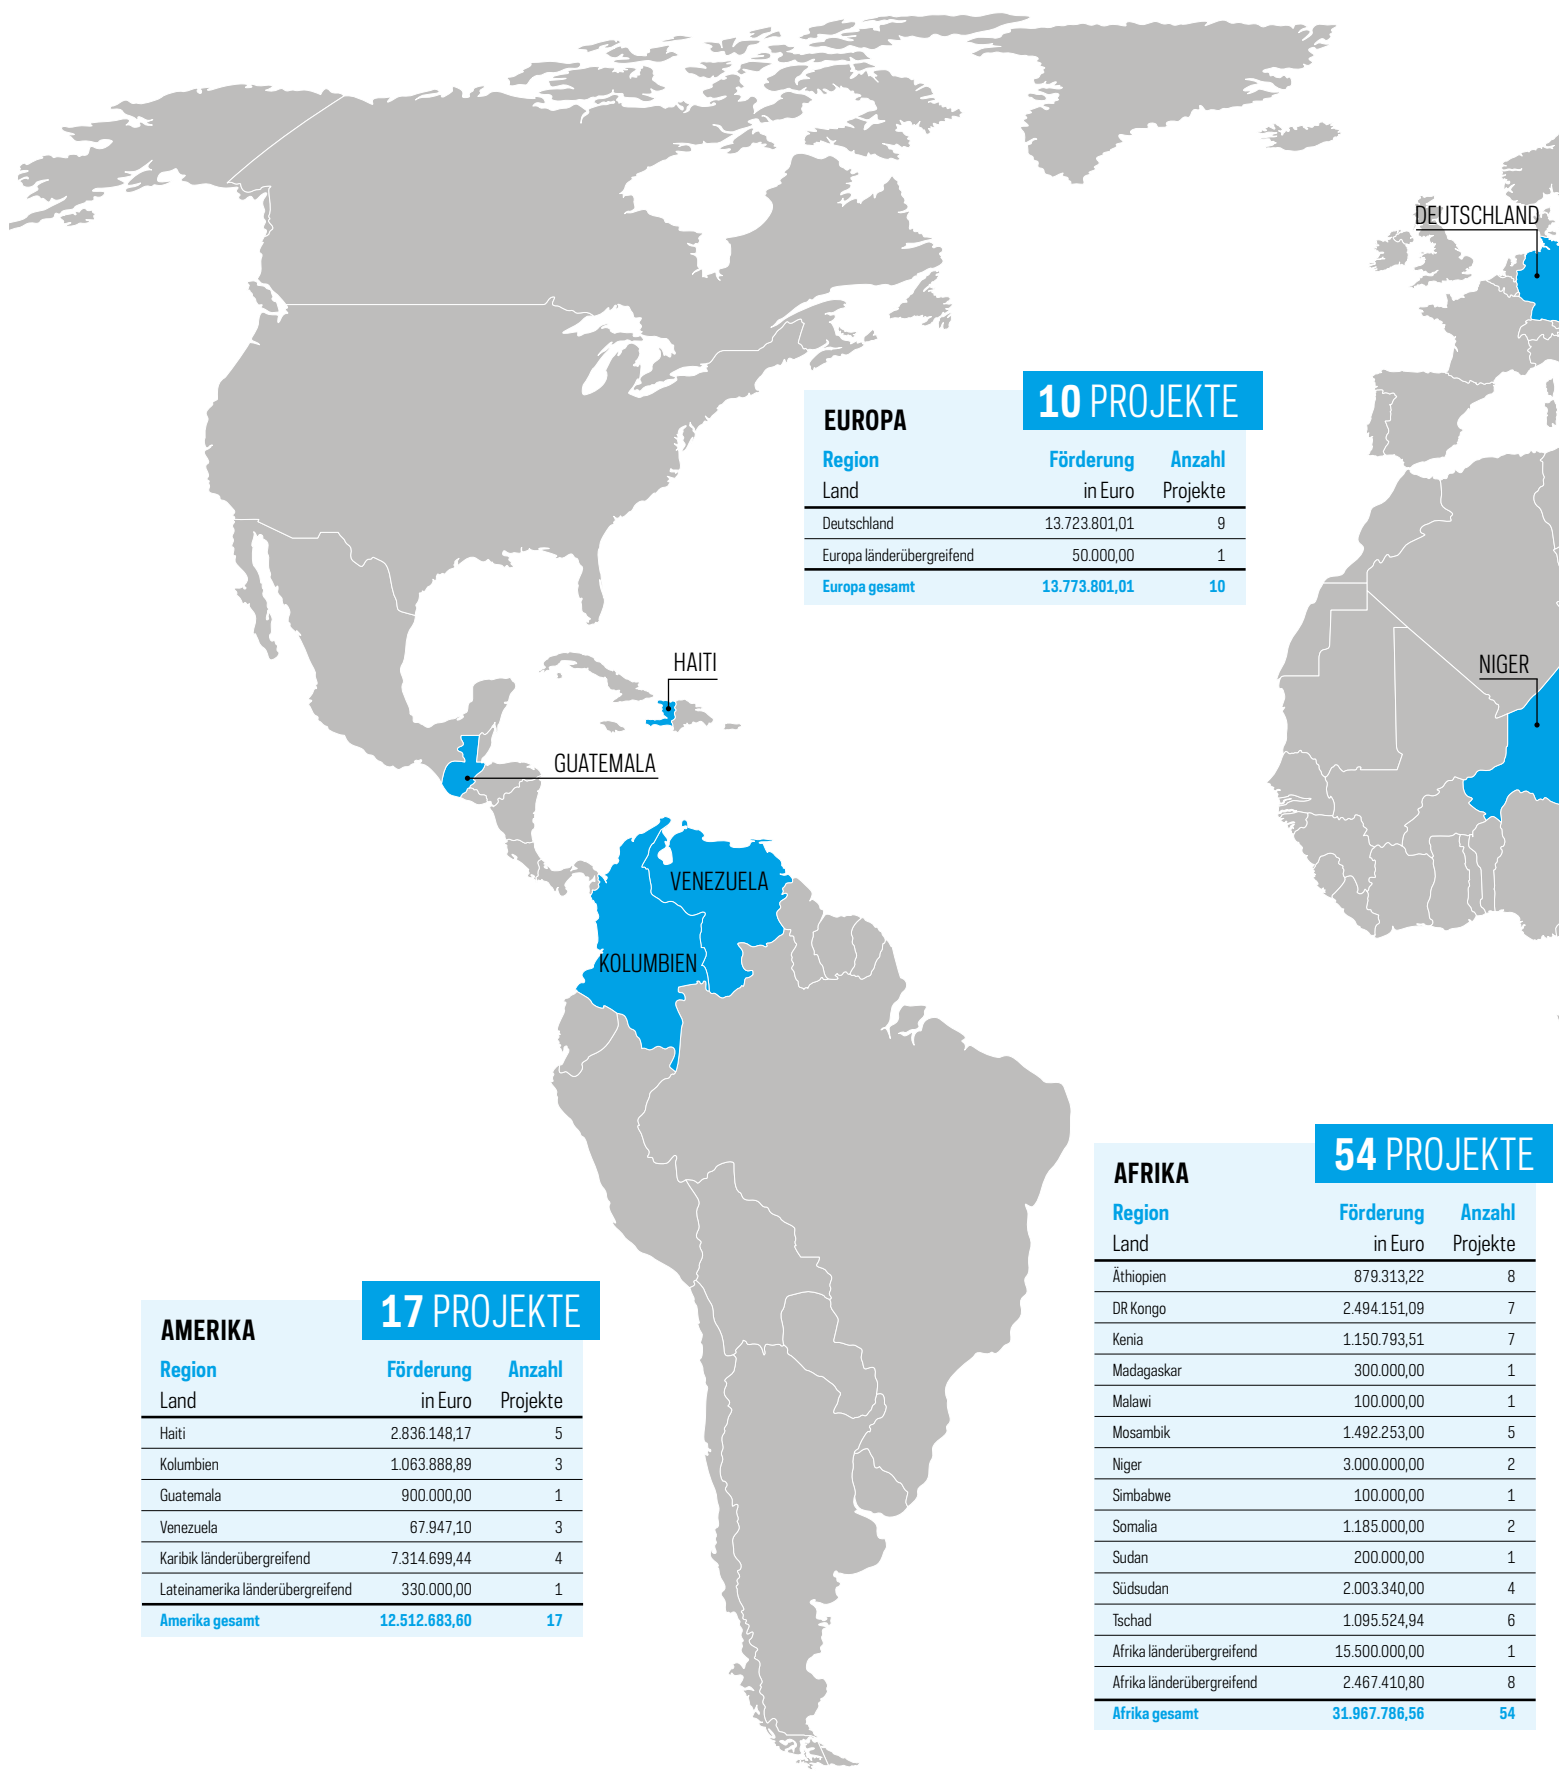 DEUTSCHLAND
10 PROJEKTE
EUROPA
Region Förderung Anzahl
Land in Euro Projekte
Deutschland 13.723.801,01 9
Europa länderübergreifend 50.000,00 1
Europa gesamt 13.773.801,01 10
HAITI
NIGER
GUATEMALA
VENEZUELA
KOLUMBIEN
54 PROJEKTE
AFRIKA
Region Förderung Anzahl
Land in Euro Projekte
Äthiopien 879.313,22 8
DR Kongo 2.494.151,09 7
Kenia 1.150.793,51 7
Madagaskar 300.000,00 1
Malawi 100.000,00 1
Mosambik 1.492.253,00 5
Niger 3.000.000,00 2
Simbabwe 100.000,00 1
Somalia 1.185.000,00 2
Sudan 200.000,00 1
Südsudan 2.003.340,00 4
Tschad 1.095.524,94 6
Afrika länderübergreifend 15.500.000,00 1
Afrika länderübergreifend 2.467.410,80 8
Afrika gesamt 31.967.786,56 54
17 PROJEKTE
AMERIKA
Region Förderung Anzahl
Land in Euro Projekte
Haiti 2.836.148,17 5
Kolumbien 1.063.888,89 3
Guatemala 900.000,00 1
Venezuela 67.947,10 3
Karibik länderübergreifend 7.314.699,44 4
Lateinamerika länderübergreifend 330.000,00 1
Amerika gesamt 12.512.683,60 17